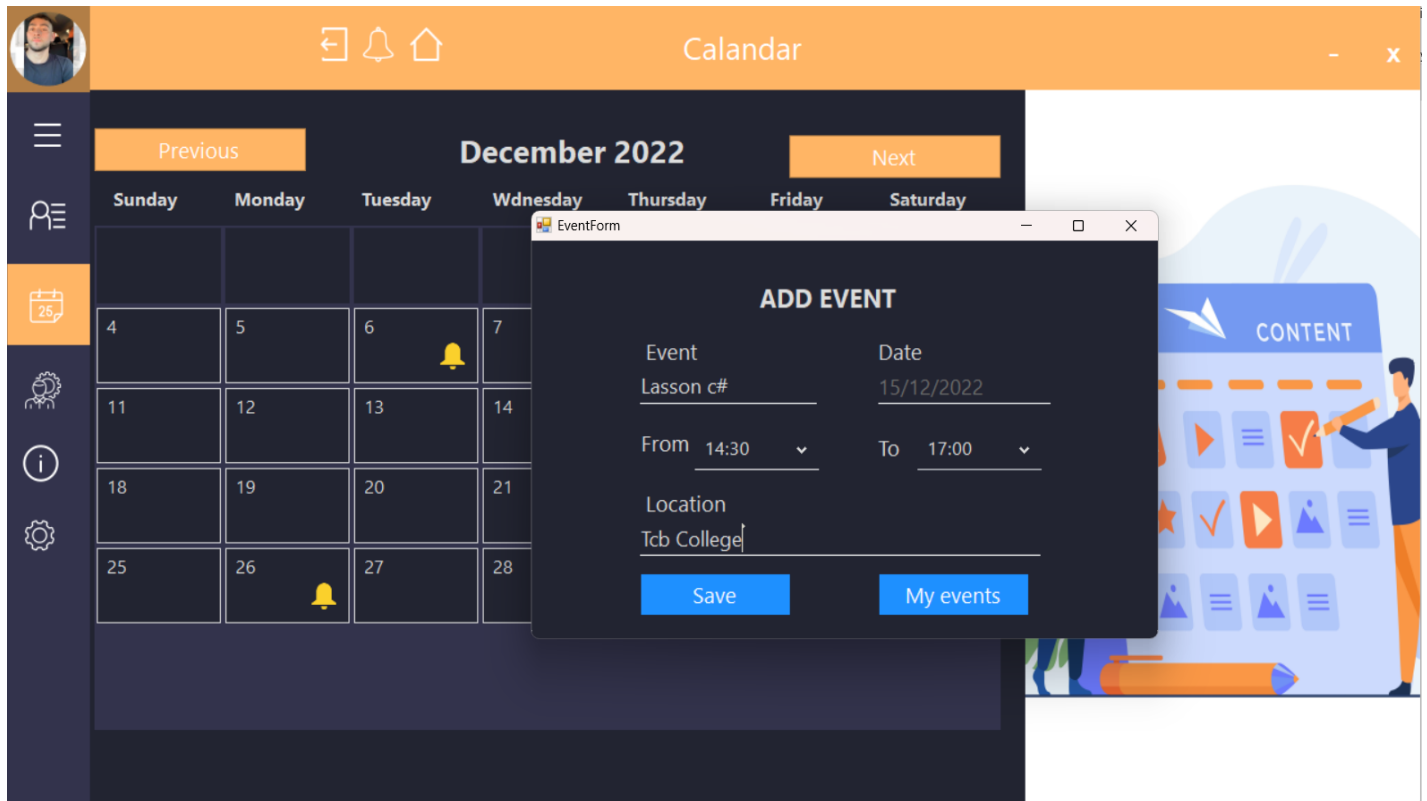 Calandar
- x
Previous
December 2022
Next
Sunday Monday Tuesday Wdnesday Thursday Friday Saturday
EventForm
ADD EVENT
Event Date
Lasson c# 15/12/2022
From 14:30 To 17:00
Location
Tcb College
Save My events
4 5 6 7
11 12 13 14
18 19 20 21
25 26 27 28
25
CONTENT